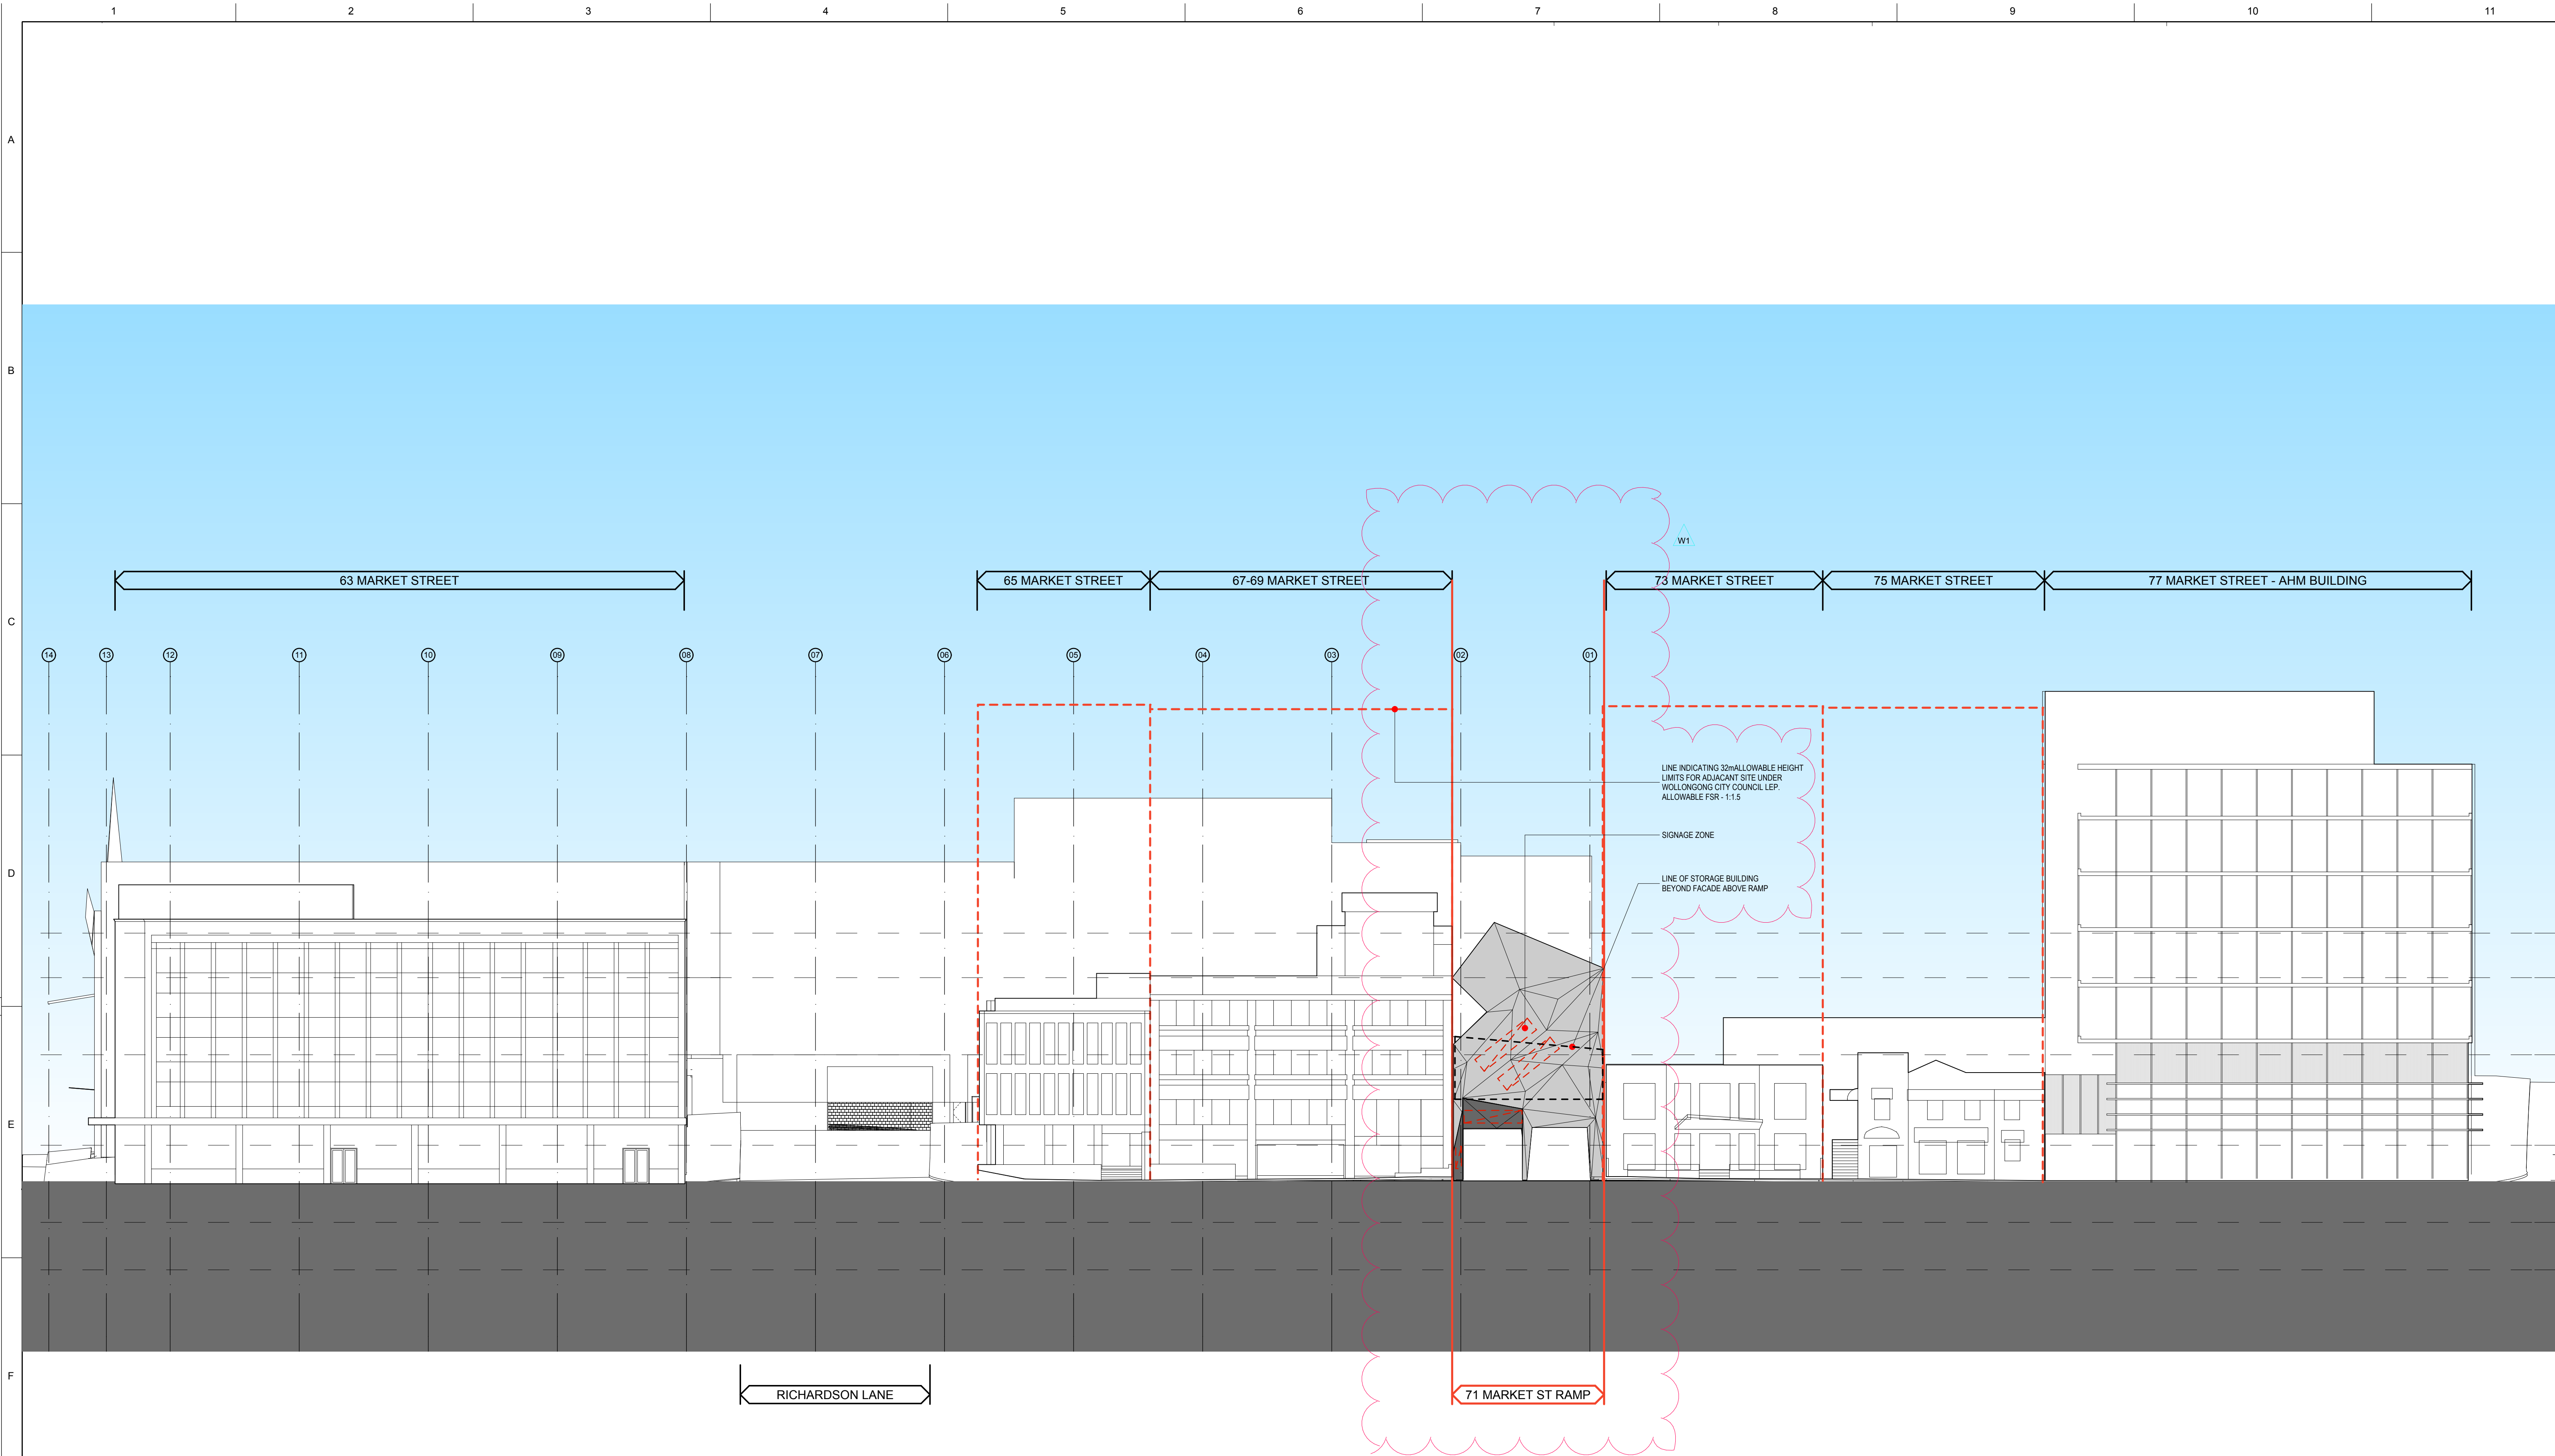 1 2 3 4 5 6 7 8 9 10 11
A
B
C
D
E
F
W1
63 MARKET STREET
65 MARKET STREET
67-69 MARKET STREET
73 MARKET STREET
75 MARKET STREET
77 MARKET STREET - AHM BUILDING
14 13 12 11 10 09 08 07 06 05 04 03 02 01
LINE INDICATING 32mALLOWABLE HEIGHT
LIMITS FOR ADJACANT SITE UNDER
WOLLONGONG CITY COUNCIL LEP.
ALLOWABLE FSR - 1:1.5
SIGNAGE ZONE
LINE OF STORAGE BUILDING
BEYOND FACADE ABOVE RAMP
RICHARDSON LANE
71 MARKET ST RAMP